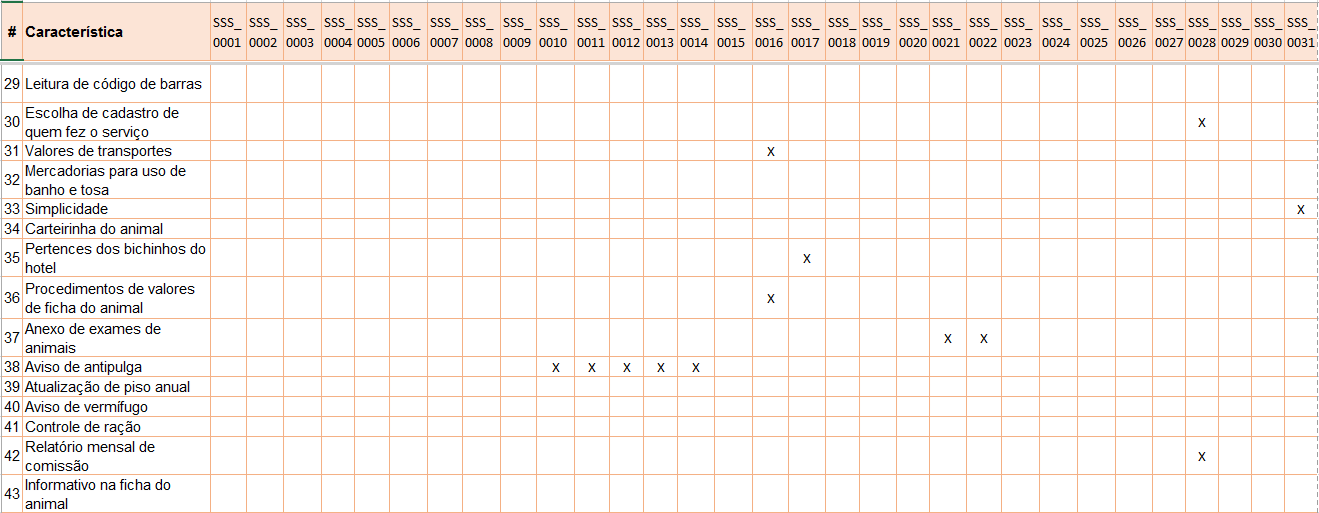 # Característica SSS_0001 SSS_0002 SSS_0003 SSS_0004 SSS_0005 SSS_0006 SSS_0007 SSS_0008 SSS_0009 SSS_0010 SSS_0011 SSS_0012 SSS_0013 SSS_0014 SSS_0015 SSS_0016 SSS_0017 SSS_0018 SSS_0019 SSS_0020 SSS_0021 SSS_0022 SSS_0023 SSS_0024 SSS_0025 SSS_0026 SSS_0027 SSS_0028 SSS_0029 SSS_0030 SSS_0031
29 Leitura de código de barras
30 Escolha de cadastro de
quem fez o serviço x
31 Valores de transportes x
32 Mercadorias para uso de
banho e tosa
33 Simplicidade x
34 Carteirinha do animal
35 Pertences dos bichinhos do
hotel x
36 Procedimentos de valores
de ficha do animal x
37 Anexo de exames de
animais x x
38 Aviso de antipulga x x x x x
39 Atualização de piso anual
40 Aviso de vermífugo
41 Controle de ração
42 Relatório mensal de
comissão x
43 Informativo na ficha do
animal